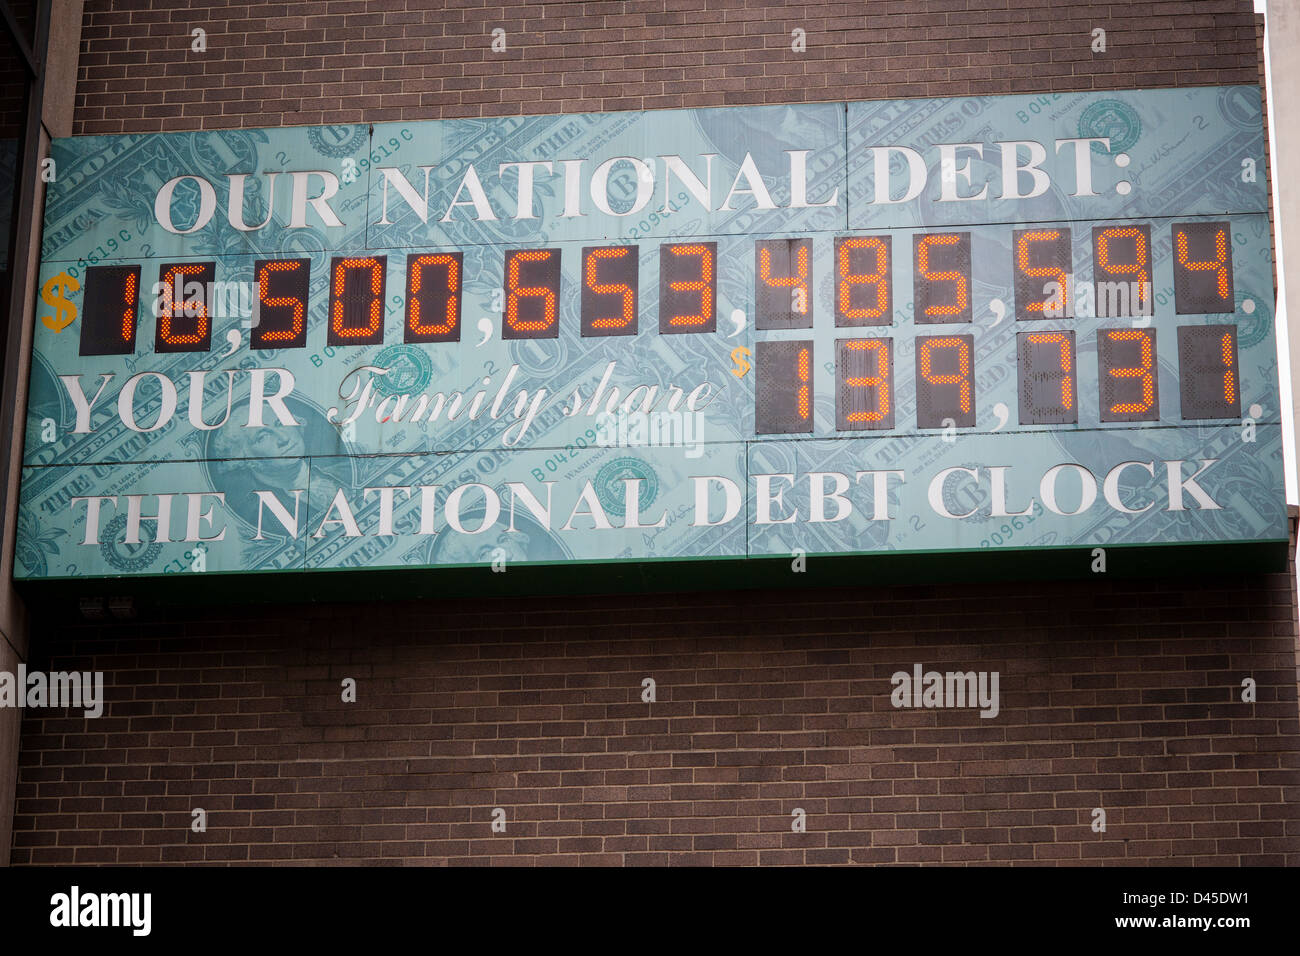 OUR NATIONAL DEBT:
$16,500,653,485,594.
YOUR Family share $139,731.
THE NATIONAL DEBT CLOCK
alamy
alamy
Image ID: D45DW1
www.alamy.com